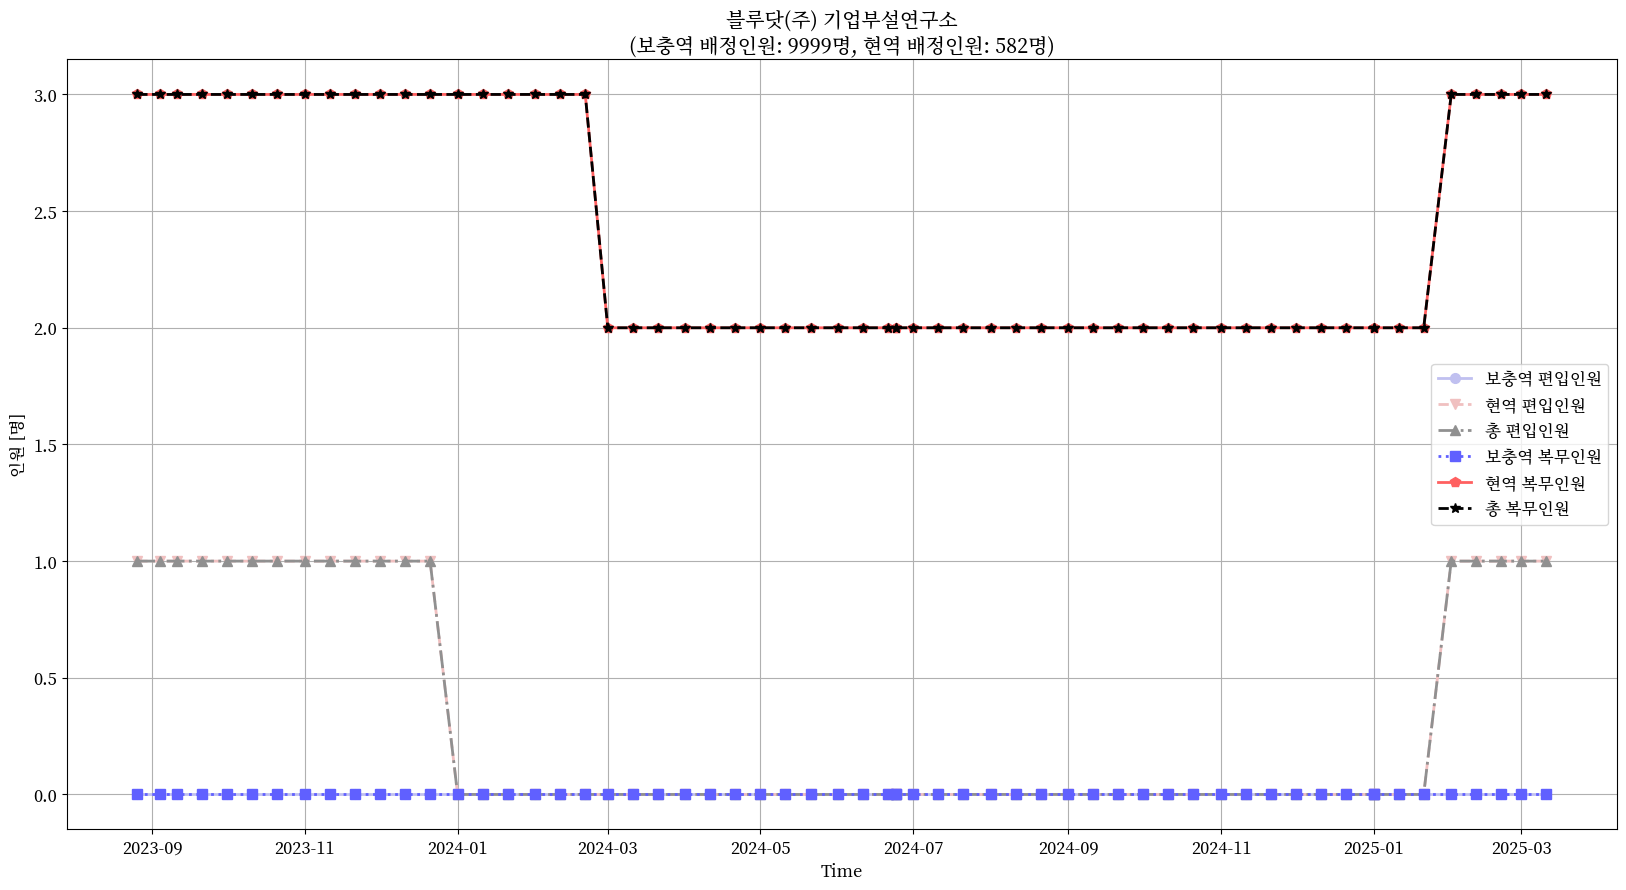 블루닷(주) 기업부설연구소
(보충역 배정인원: 9999명, 현역 배정인원: 582명)
인원 [명]
3.0
2.5
2.0
1.5
1.0
0.5
0.0
보충역 편입인원
현역 편입인원
총 편입인원
보충역 복무인원
현역 복무인원
총 복무인원
2023-09 2023-11 2024-01 2024-03 2024-05 2024-07 2024-09 2024-11 2025-01 2025-03
Time